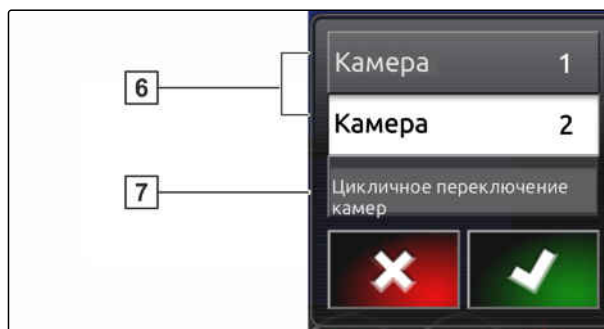 6
Камера 1
Камера 2
7
Цикличное переключение
камер